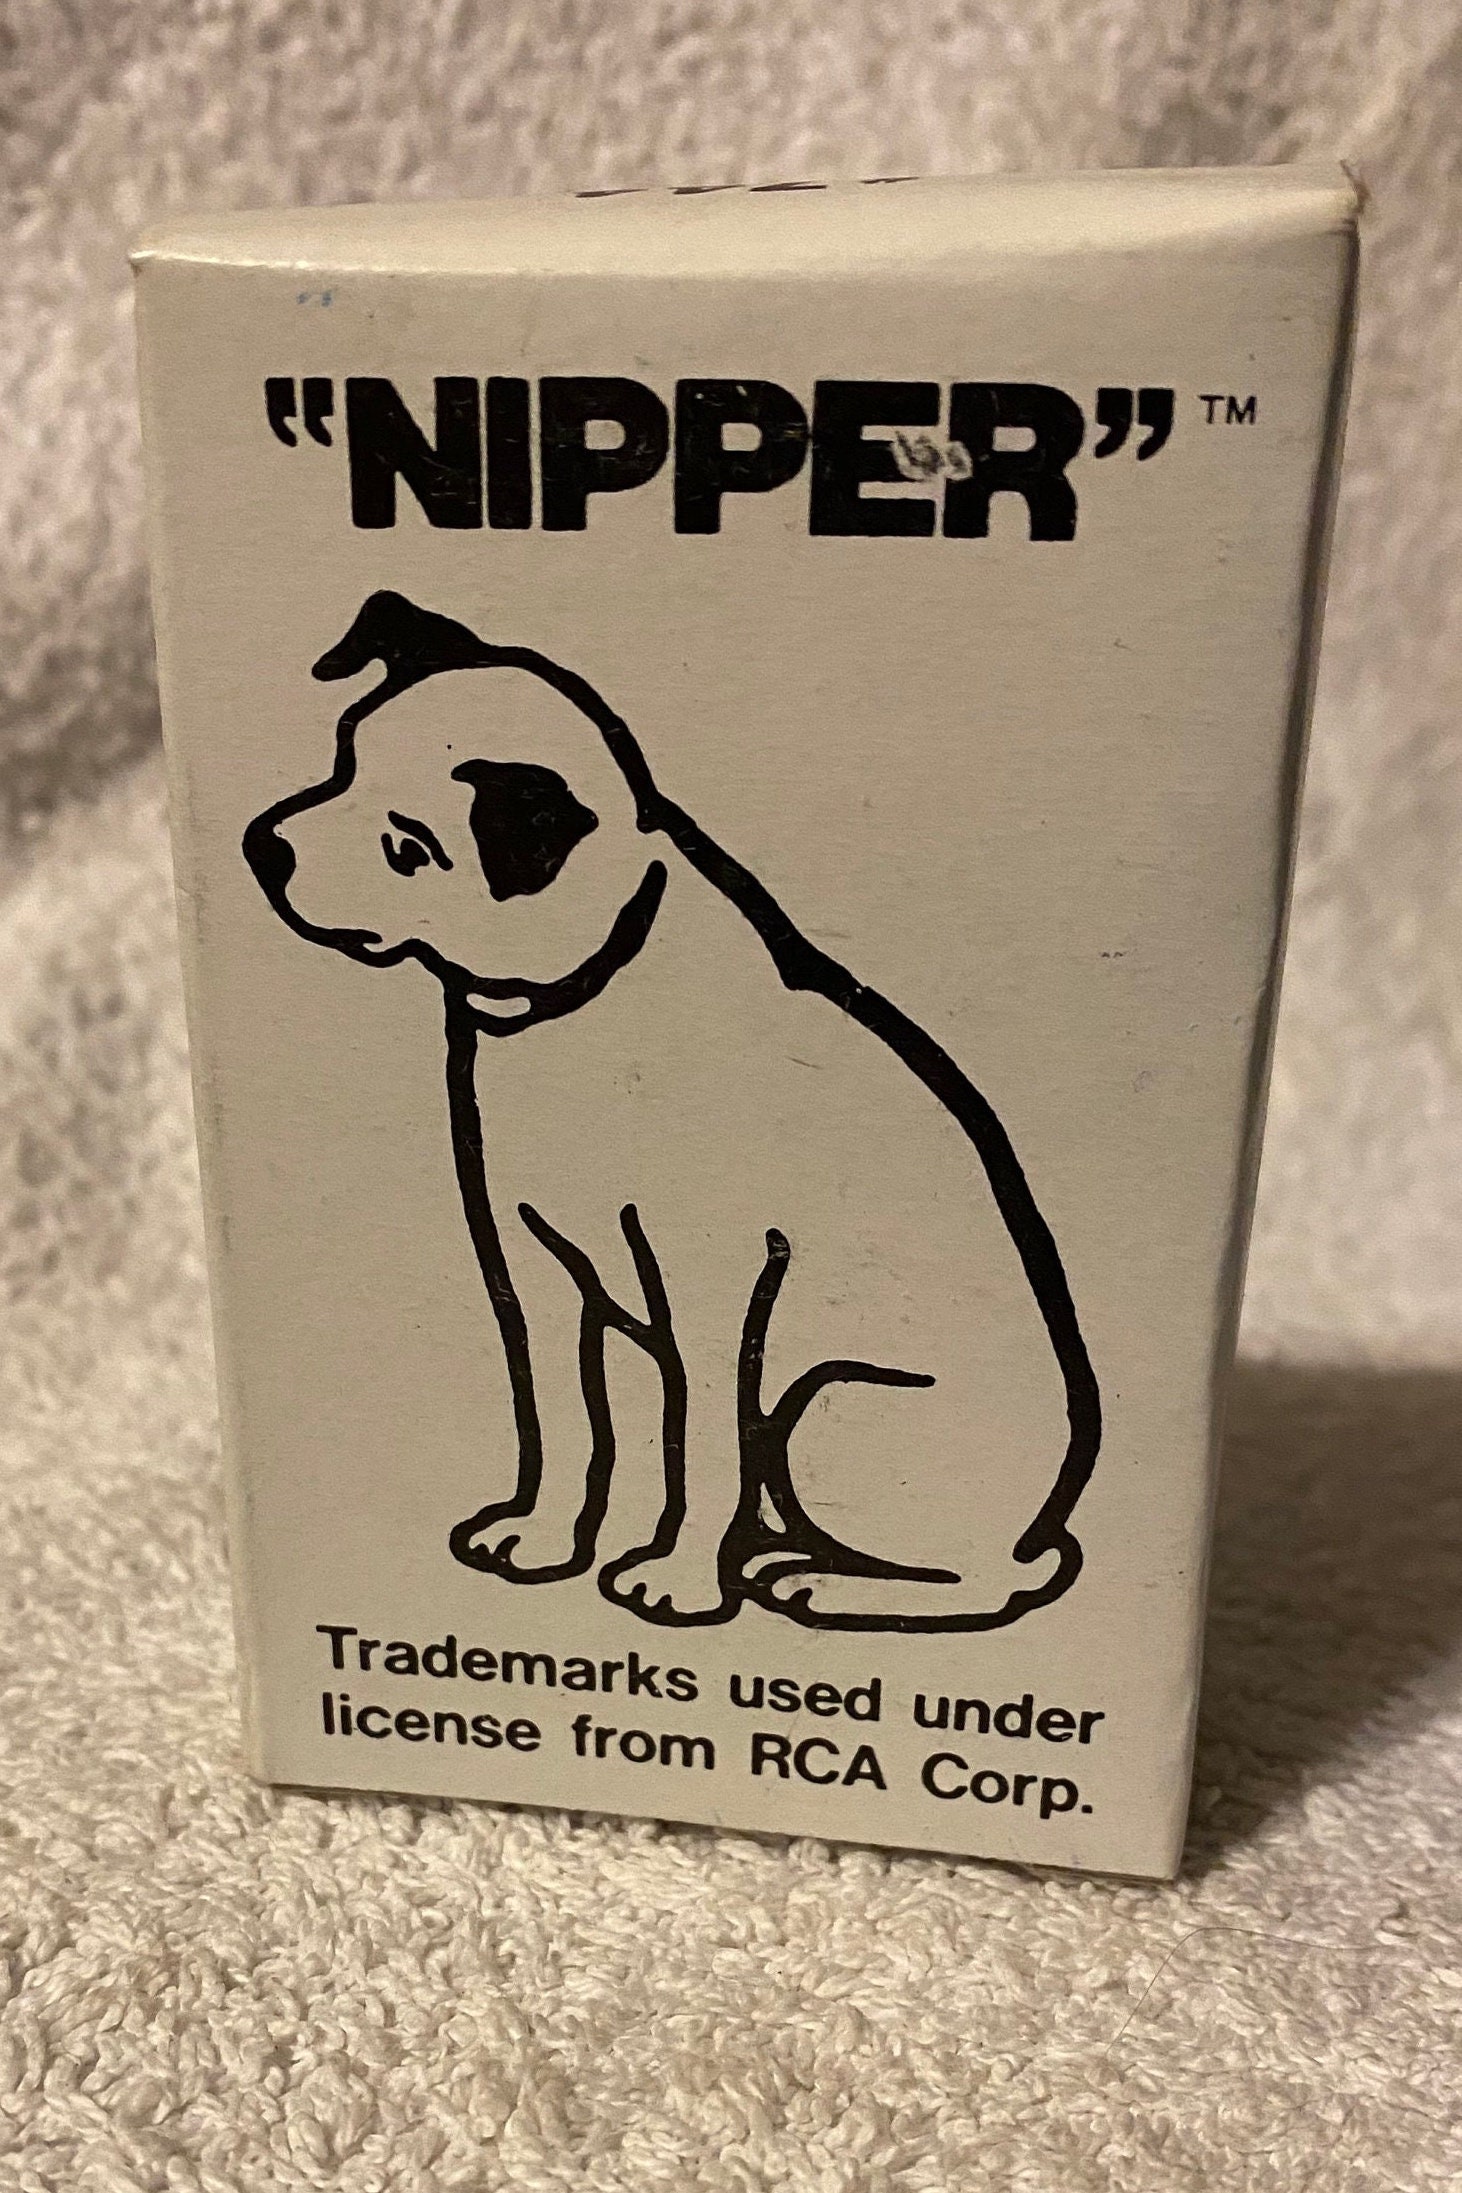 “NIPPER”™
Trademarks used under
license from RCA Corp.